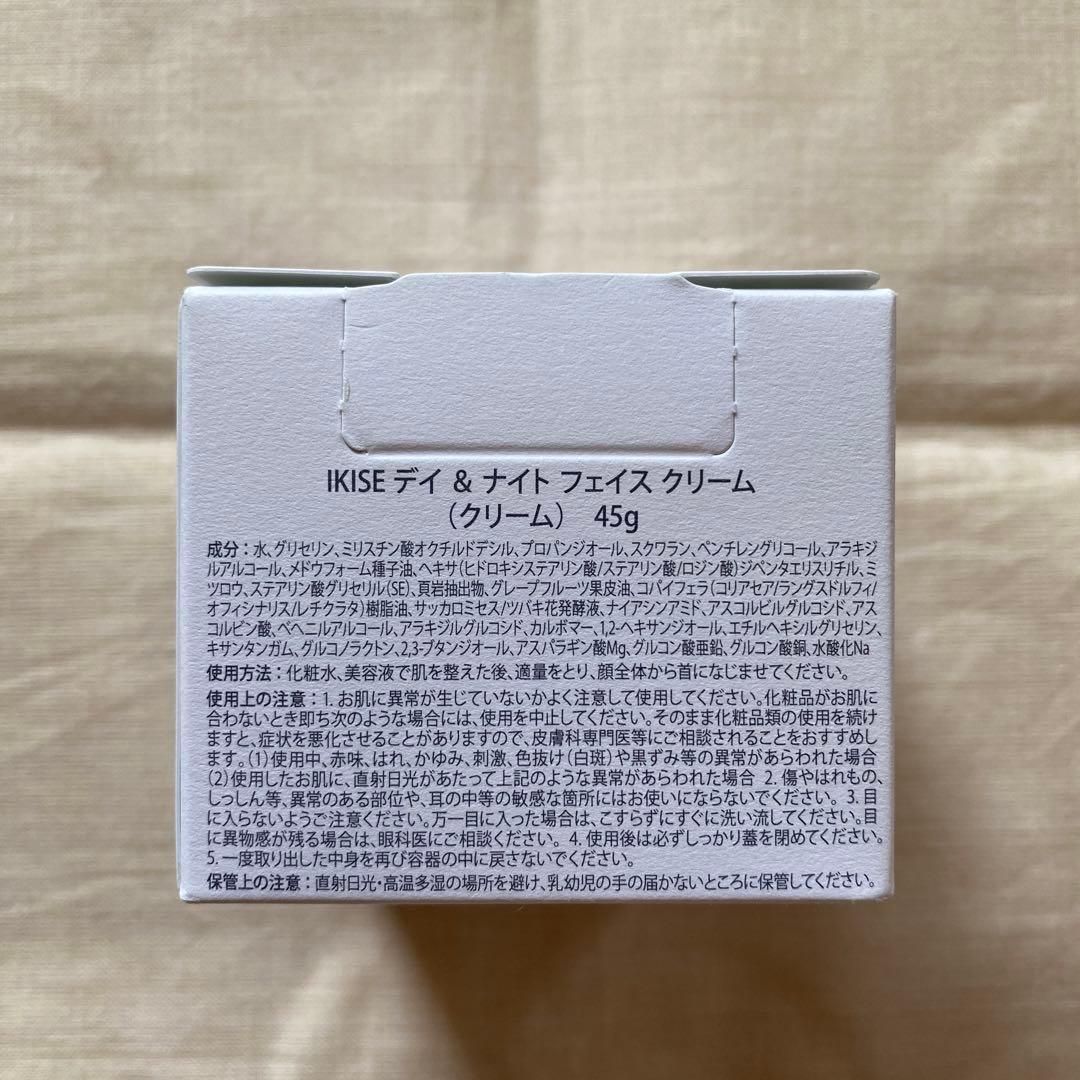 IKISE デイ & ナイト フェイス クリーム
（クリーム） 45g
成分：水、グリセリン、ミリスチン酸オクチルドデシル、プロパンジオール、スクワラン、ペンチレングリコール、アラキジ
ルアルコール、メドウフォーム種子油、ヘキサ(ヒドロキシステアリン酸/ステアリン酸/ロジン酸)ジペンタエリスリチル、ミ
ツロウ、ステアリン酸グリセリル(SE)、頁岩抽出物、グレープフルーツ果皮油、コパイフェラ(コリアセア/ラングスドルフィ/
オフィシナリス/レチクラタ)樹脂油、サッカロミセス/ツバキ花発酵液、ナイアシンアミド、アスコルビルグルコシド、アス
コルビン酸、ベヘニルアルコール、アラキジルグルコシド、カルボマー、1,2-ヘキサンジオール、エチルヘキシルグリセリン、
キサンタンガム、グルコノラクトン、2,3-ブタンジオール、アスパラギン酸Mg、グルコン酸亜鉛、グルコン酸銅、水酸化Na
使用方法：化粧水、美容液で肌を整えた後、適量をとり、顔全体から首になじませてください。
使用上の注意：1. お肌に異常が生じていないかよく注意して使用してください。化粧品がお肌に
合わないとき即ち次のような場合には、使用を中止してください。そのまま化粧品類の使用を続け
ますと、症状を悪化させることがありますので、皮膚科専門医等にご相談されることをおすすめし
ます。(1)使用中、赤味、はれ、かゆみ、刺激、色抜け(白斑)や黒ずみ等の異常があらわれた場合
(2)使用したお肌に、直射日光があたって上記のような異常があらわれた場合 2. 傷やはれもの、
しっしん等、異常のある部位や、耳の中等の敏感な箇所にはお使いにならないでください。 3. 目
に入らないようご注意ください。万一目に入った場合は、こすらずにすぐに洗い流してください。目
に異物感が残る場合は、眼科医にご相談ください。 4. 使用後は必ずしっかり蓋を閉めてください。
5. 一度取り出した中身を再び容器の中に戻さないでください。
保管上の注意：直射日光・高温多湿の場所を避け、乳幼児の手の届かないところに保管してください。